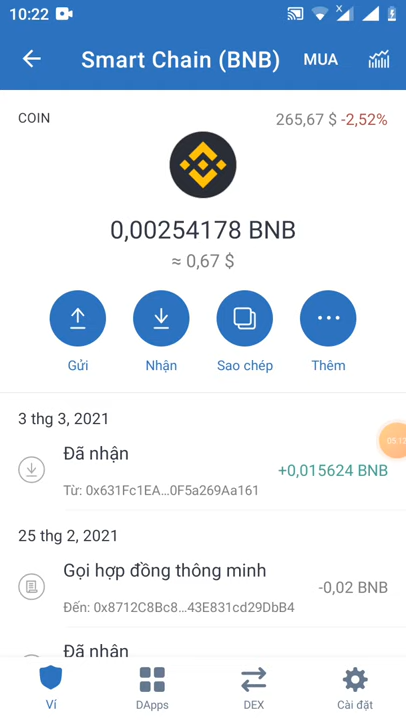 10:22
Smart Chain (BNB)
MUA
COIN
265,67 $ -2,52%
0,00254178 BNB
≈ 0,67 $
Gửi
Nhận
Sao chép
Thêm
3 thg 3, 2021
Đã nhận
+0,015624 BNB
Từ: 0x631Fc1EA...0F5a269Aa161
25 thg 2, 2021
Gọi hợp đồng thông minh
-0,02 BNB
Đến: 0x8712C8Bc8...43E831cd29DbB4
Đã nhận
Ví
DApps
DEX
Cài đặt